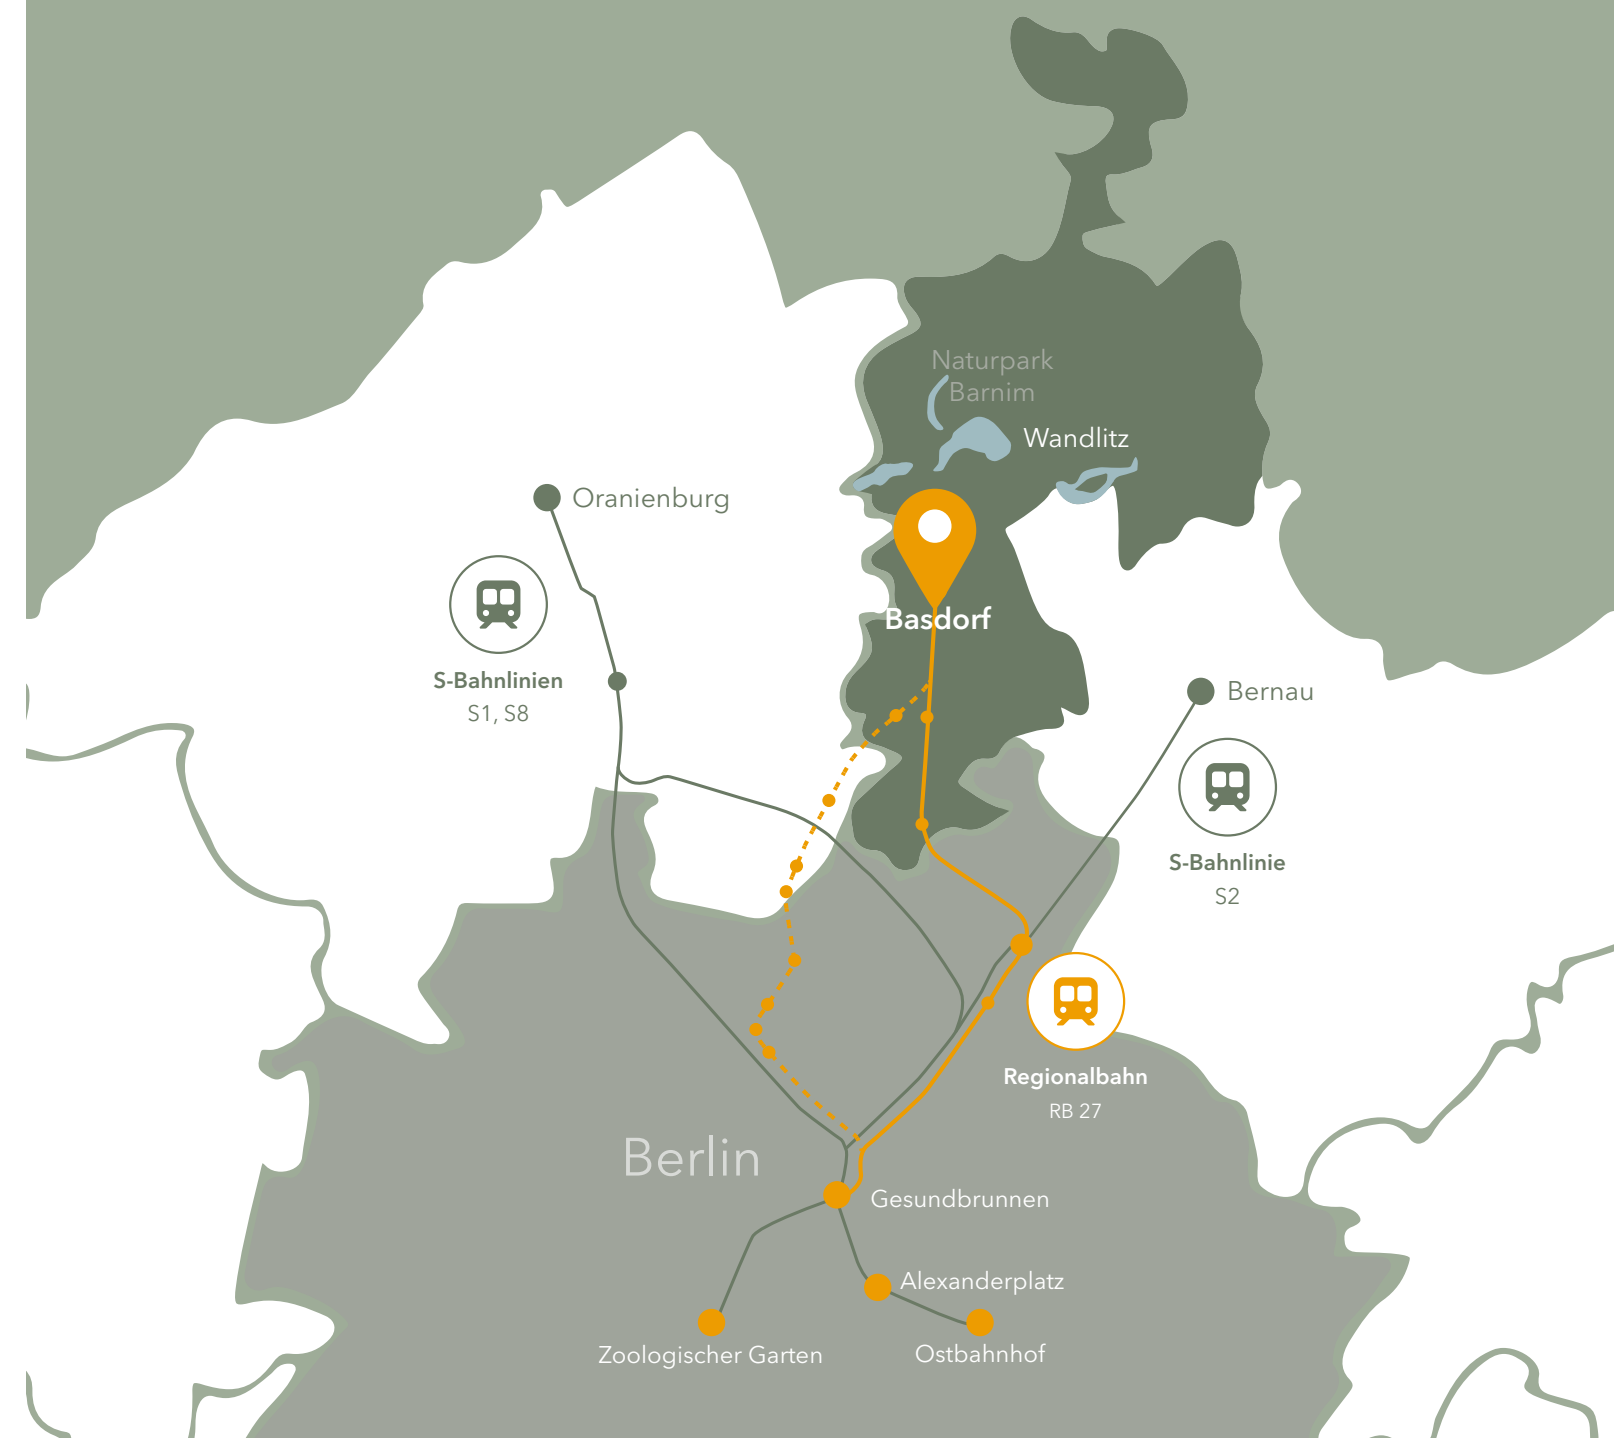 Naturpark
Barnim
Wandlitz
Oranienburg
Basdorf
S-Bahnlinien
S1, S8
Bernau
S-Bahnlinie
S2
Regionalbahn
RB 27
Berlin
Gesundbrunnen
Alexanderplatz
Zoologischer Garten
Ostbahnhof